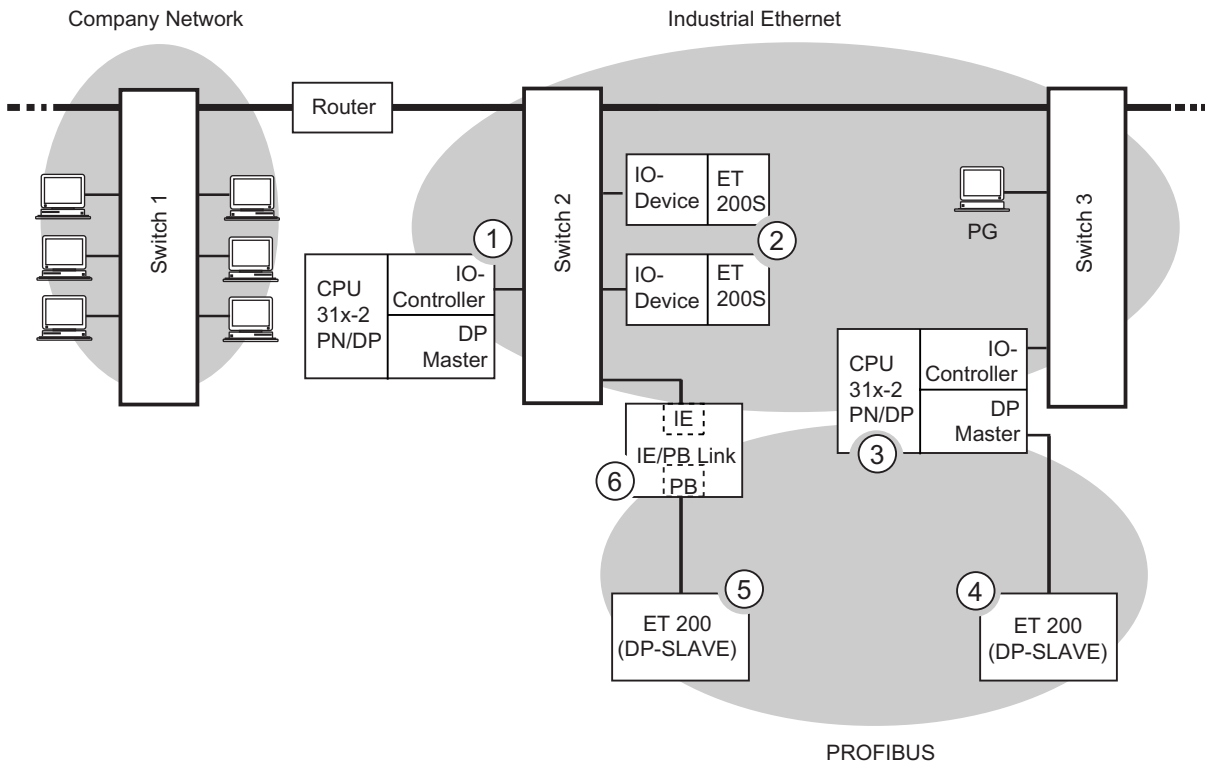 Company Network
Industrial Ethernet
Router
Switch 1
Switch 2
Switch 3
IO-
Device
ET
200S
IO-
Device
ET
200S
PG
1
2
CPU
31x-2
PN/DP
IO-
Controller
DP
Master
CPU
31x-2
PN/DP
IO-
Controller
DP
Master
3
IE
IE/PB Link
PB
6
5
ET 200
(DP-SLAVE)
4
ET 200
(DP-SLAVE)
PROFIBUS